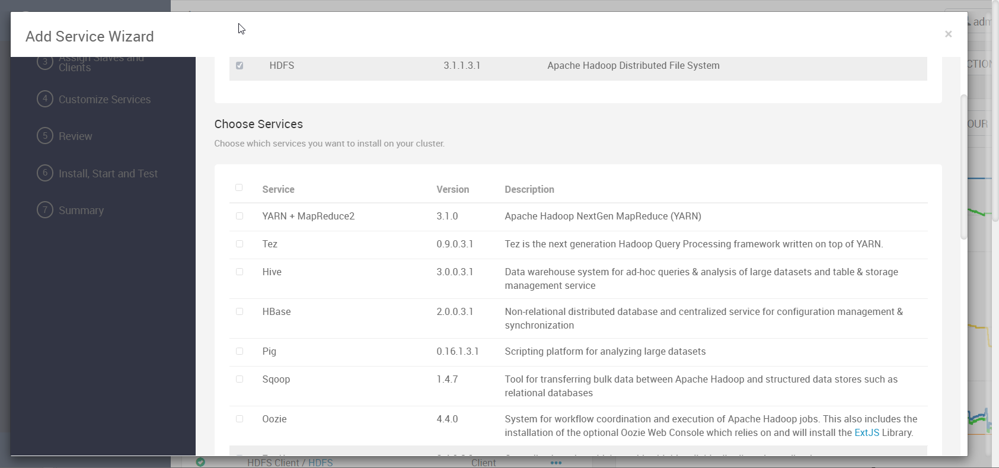 Add Service Wizard
×
adm
3 Assign Slaves and
Clients
4 Customize Services
5 Review
6 Install, Start and Test
7 Summary
HDFS 3.1.1.3.1 Apache Hadoop Distributed File System
Choose Services
Choose which services you want to install on your cluster.
Service Version Description
YARN + MapReduce2 3.1.0 Apache Hadoop NextGen MapReduce (YARN)
Tez 0.9.0.3.1 Tez is the next generation Hadoop Query Processing framework written on top of YARN.
Hive 3.0.0.3.1 Data warehouse system for ad-hoc queries & analysis of large datasets and table & storage
management service
HBase 2.0.0.3.1 Non-relational distributed database and centralized service for configuration management &
synchronization
Pig 0.16.1.3.1 Scripting platform for analyzing large datasets
Sqoop 1.4.7 Tool for transferring bulk data between Apache Hadoop and structured data stores such as
relational databases
Oozie 4.4.0 System for workflow coordination and execution of Apache Hadoop jobs. This also includes the
installation of the optional Oozie Web Console which relies on and will install the ExtJS Library.
CTION
OUR
HDFS Client / HDFS Client •••